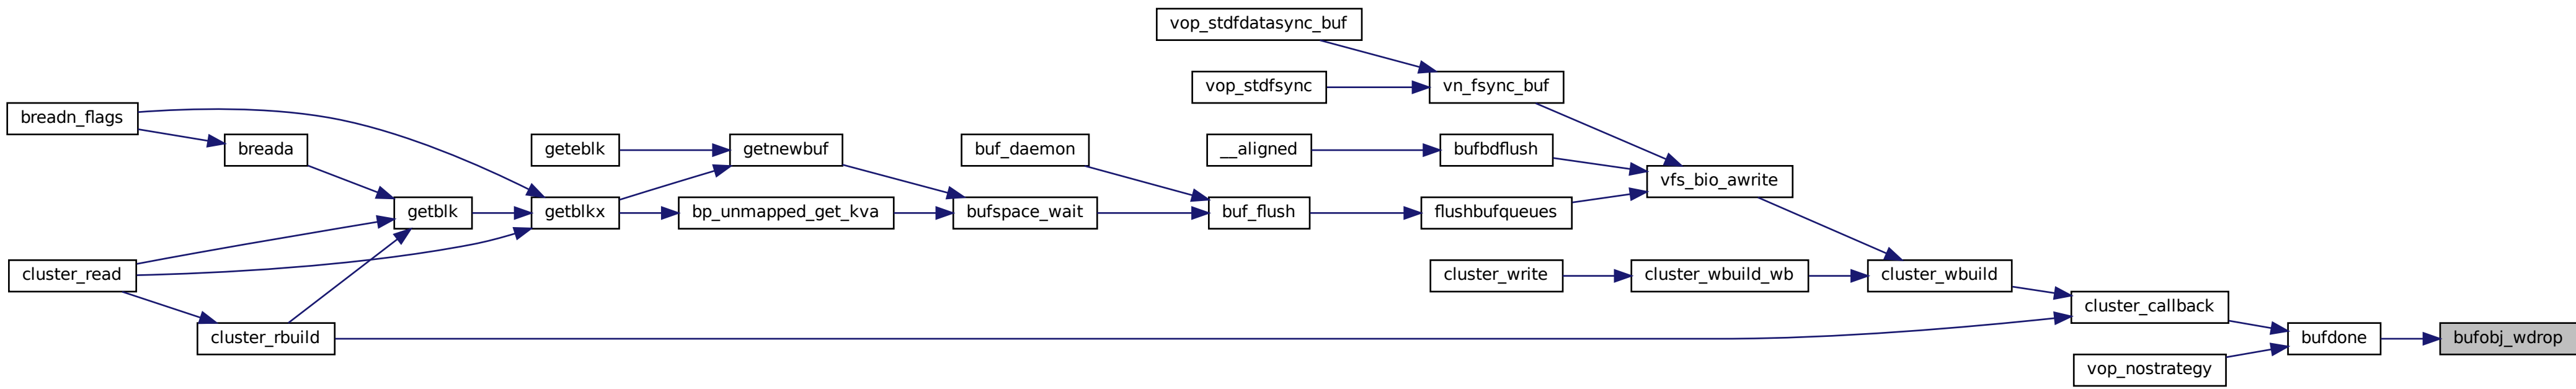 vop_stdfdatasync_buf
vop_stdfsync
vn_fsync_buf
breadn_flags
breada
geteblk
getnewbuf
buf_daemon
__aligned
bufbdflush
vfs_bio_awrite
getblk
getblkx
bp_unmapped_get_kva
bufspace_wait
buf_flush
flushbufqueues
cluster_read
cluster_write
cluster_wbuild_wb
cluster_wbuild
cluster_callback
cluster_rbuild
bufdone
bufobj_wdrop
vop_nostrategy